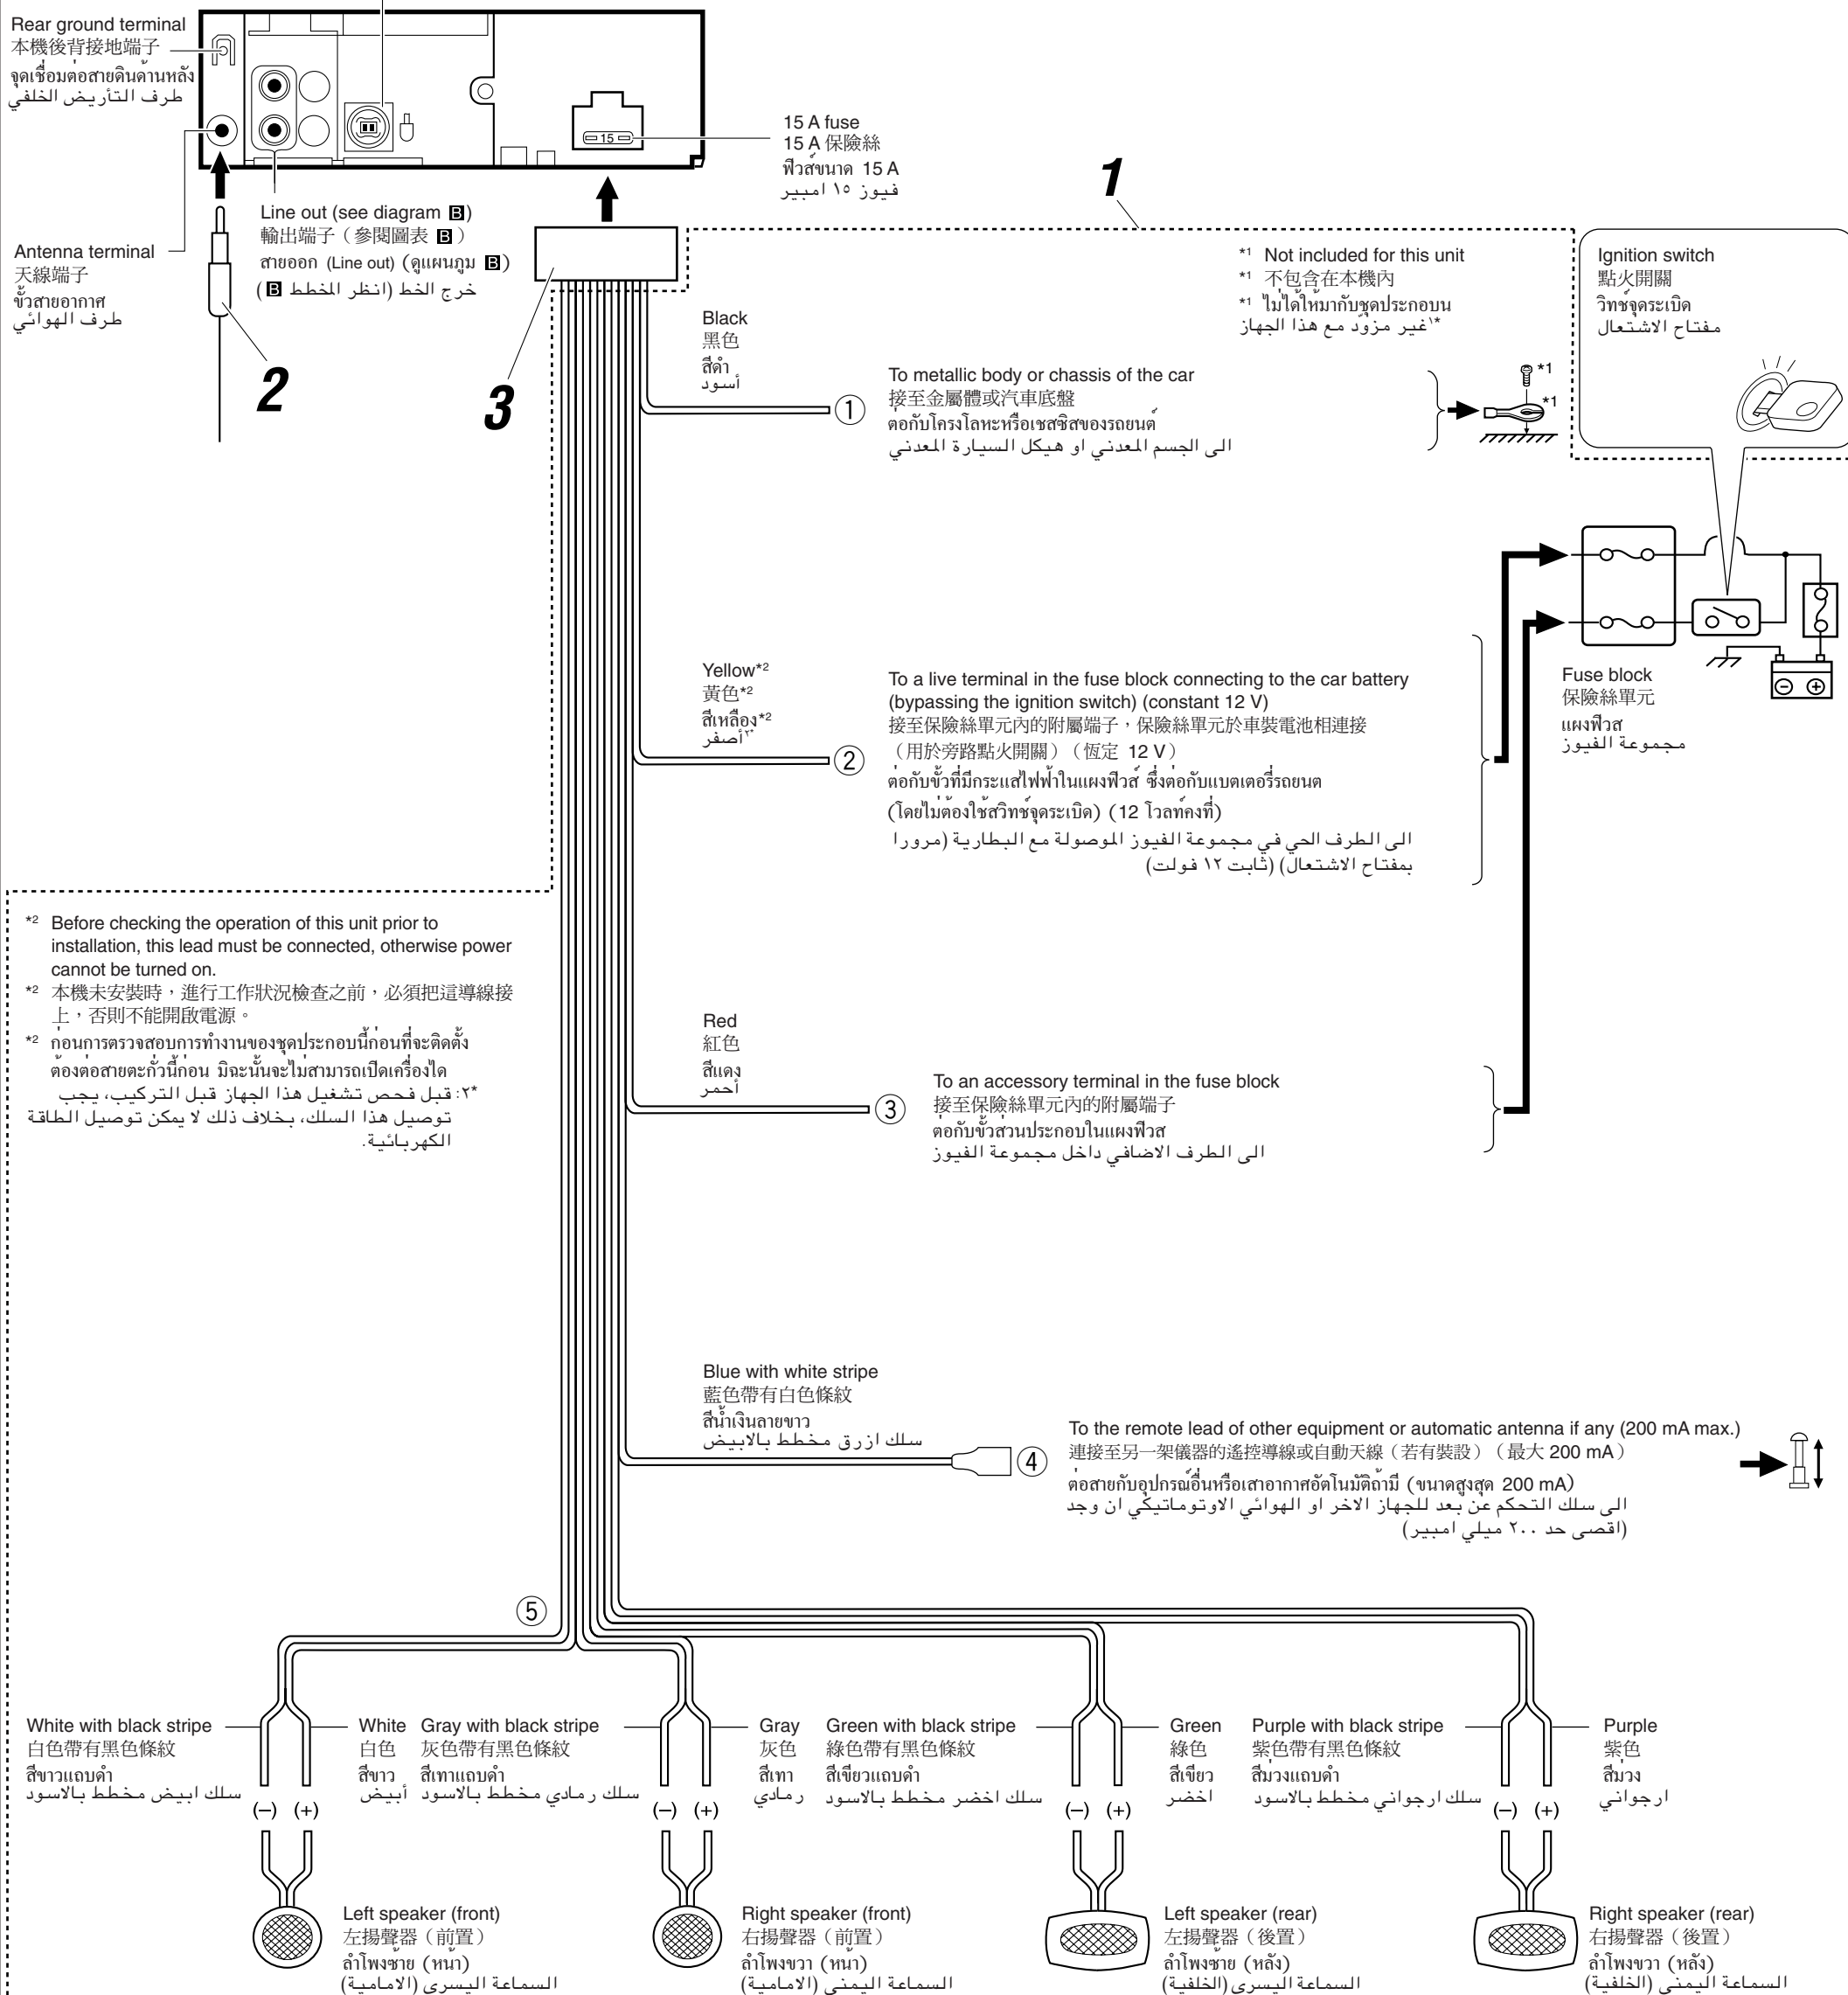 Rear ground terminal
本機後背接地端子
จุดเชื่อมต่อสายดินด้านหลัง
طرف التأريض الخلفي
15
15 A fuse
15 A 保險絲
ฟิวส์ขนาด 15 A
فيوز ١٥ امبير
Antenna terminal
天線端子
ขั้วสายอากาศ
طرف الهوائي
Line out (see diagram B)
輸出端子（參閱圖表 B）
สายออก (Line out) (ดูแผนภูม B)
خرج الخط (انظر المخطط B)
1
2
3
*1 Not included for this unit
*1 不包含在本機內
*1 ไม่ได้ให้มากับชุดประกอบน
*١ غير مزوّد مع هذا الجهاز
Ignition switch
點火開關
วิทช์จุดระเบิด
مفتاح الاشتعال
Black
黑色
สีดำ
أسود
①
To metallic body or chassis of the car
接至金屬體或汽車底盤
ต่อกับโครงโลหะหรือเชสซิสของรถยนต์
الى الجسم المعدني او هيكل السيارة المعدني
*1
*1
Yellow*2
黃色*2
สีเหลือง*2
أصفر*٢
②
To a live terminal in the fuse block connecting to the car battery
(bypassing the ignition switch) (constant 12 V)
接至保險絲單元內的附屬端子，保險絲單元於車裝電池相連接
（用於旁路點火開關）（恆定 12 V）
ต่อกับขั้วที่มีกระแสไฟฟ้าในแผงฟิวส์ ซึ่งต่อกับแบตเตอรี่รถยนต
(โดยไม่ต้องใช้สวิทช์จุดระเบิด) (12 โวลท์คงที่)
الى الطرف الحي في مجموعة الفيوز الموصولة مع البطارية (مرورا
بمفتاح الاشتعال) (ثابت ١٢ فولت)
Fuse block
保險絲單元
แผงฟิวส
مجموعة الفيوز
*2 Before checking the operation of this unit prior to
installation, this lead must be connected, otherwise power
cannot be turned on.
*2 本機未安裝時，進行工作狀況檢查之前，必須把這導線接
上，否則不能開啟電源。
*2 ก่อนการตรวจสอบการทำงานของชุดประกอบนี้ก่อนที่จะติดตั้ง
ต้องต่อสายตะกั่วนี้ก่อน มิฉะนั้นจะไม่สามารถเปิดเครื่องได
*٢: قبل فحص تشغيل هذا الجهاز قبل التركيب، يجب
توصيل هذا السلك، بخلاف ذلك لا يمكن توصيل الطاقة
الكهربائية.
Red
紅色
สีแดง
أحمر
③
To an accessory terminal in the fuse block
接至保險絲單元內的附屬端子
ต่อกับขั้วส่วนประกอบในแผงฟิวส
الى الطرف الاضافي داخل مجموعة الفيوز
Blue with white stripe
藍色帶有白色條紋
สีน้ำเงินลายขาว
سلك ازرق مخطط بالابيض
④
To the remote lead of other equipment or automatic antenna if any (200 mA max.)
連接至另一架儀器的遙控導線或自動天線（若有裝設）（最大 200 mA）
ต่อสายกับอุปกรณ์อื่นหรือเสาอากาศอัตโนมัติถ้ามี (ขนาดสูงสุด 200 mA)
الى سلك التحكم عن بعد للجهاز الاخر او الهوائي الاوتوماتيكي ان وجد
(اقصى حد ٢٠٠ ميلي امبير)
⑤
White with black stripe
白色帶有黑色條紋
สีขาวแถบดำ
سلك ابيض مخطط بالاسود
White
白色
สีขาว
أبيض
Gray with black stripe
灰色帶有黑色條紋
สีเทาแถบดำ
سلك رمادي مخطط بالاسود
Gray
灰色
สีเทา
رمادي
Green with black stripe
綠色帶有黑色條紋
สีเขียวแถบดำ
سلك اخضر مخطط بالاسود
Green
綠色
สีเขียว
اخضر
Purple with black stripe
紫色帶有黑色條紋
สีม่วงแถบดำ
سلك ارجواني مخطط بالاسود
Purple
紫色
สีม่วง
ارجواني
(–) (+)
(–) (+)
(–) (+)
(–) (+)
Left speaker (front)
左揚聲器（前置）
ลำโพงซ้าย (หน้า)
السماعة اليسرى (الامامية)
Right speaker (front)
右揚聲器（前置）
ลำโพงขวา (หน้า)
السماعة اليمنى (الامامية)
Left speaker (rear)
左揚聲器（後置）
ลำโพงซ้าย (หลัง)
السماعة اليسرى (الخلفية)
Right speaker (rear)
右揚聲器（後置）
ลำโพงขวา (หลัง)
السماعة اليمنى (الخلفية)